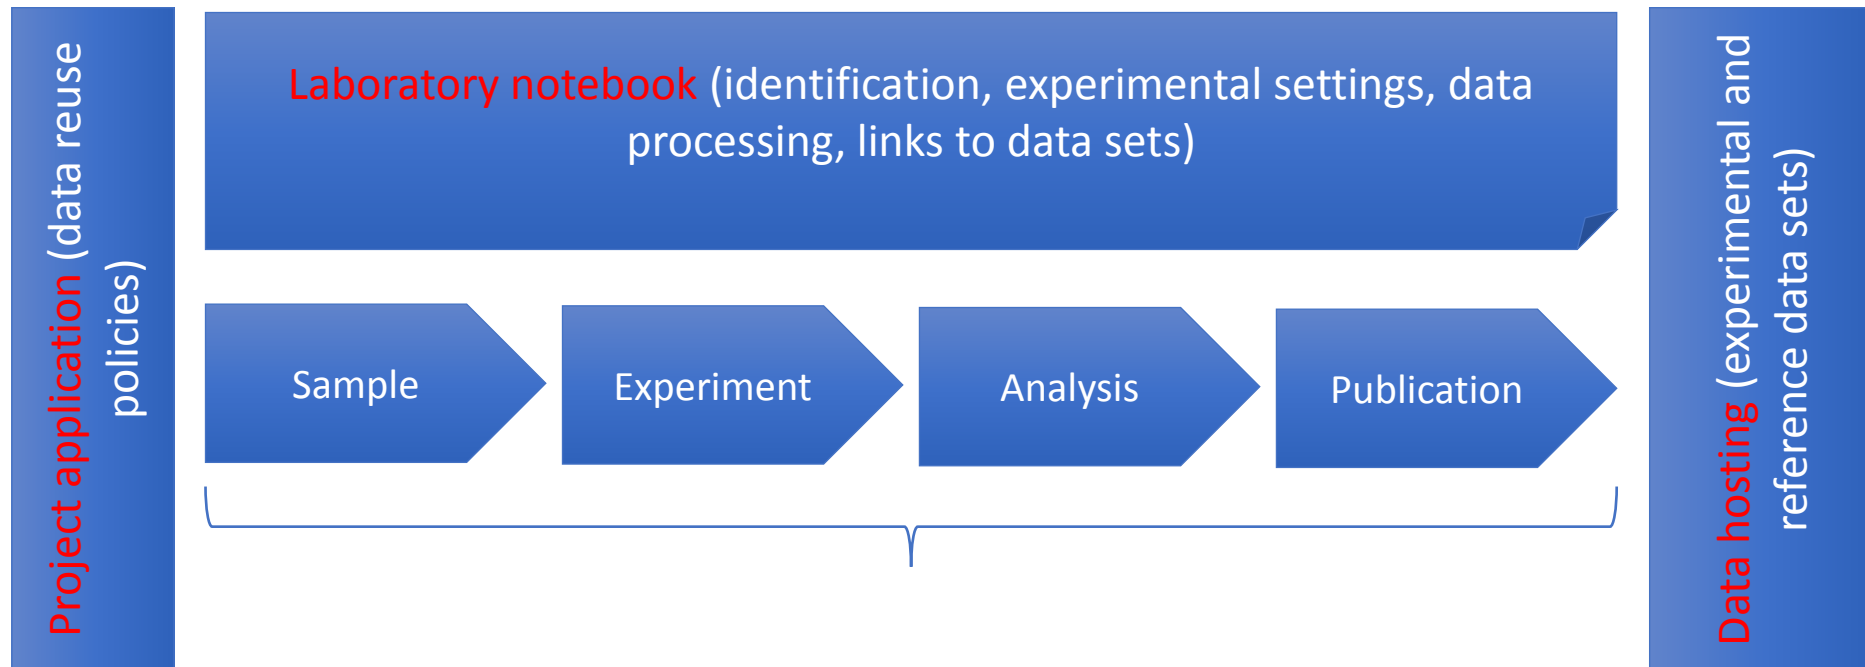 Project application (data reuse
policies)
Laboratory notebook (identification, experimental settings, data
processing, links to data sets)
Sample
Experiment
Analysis
Publication
Data hosting (experimental and
reference data sets)